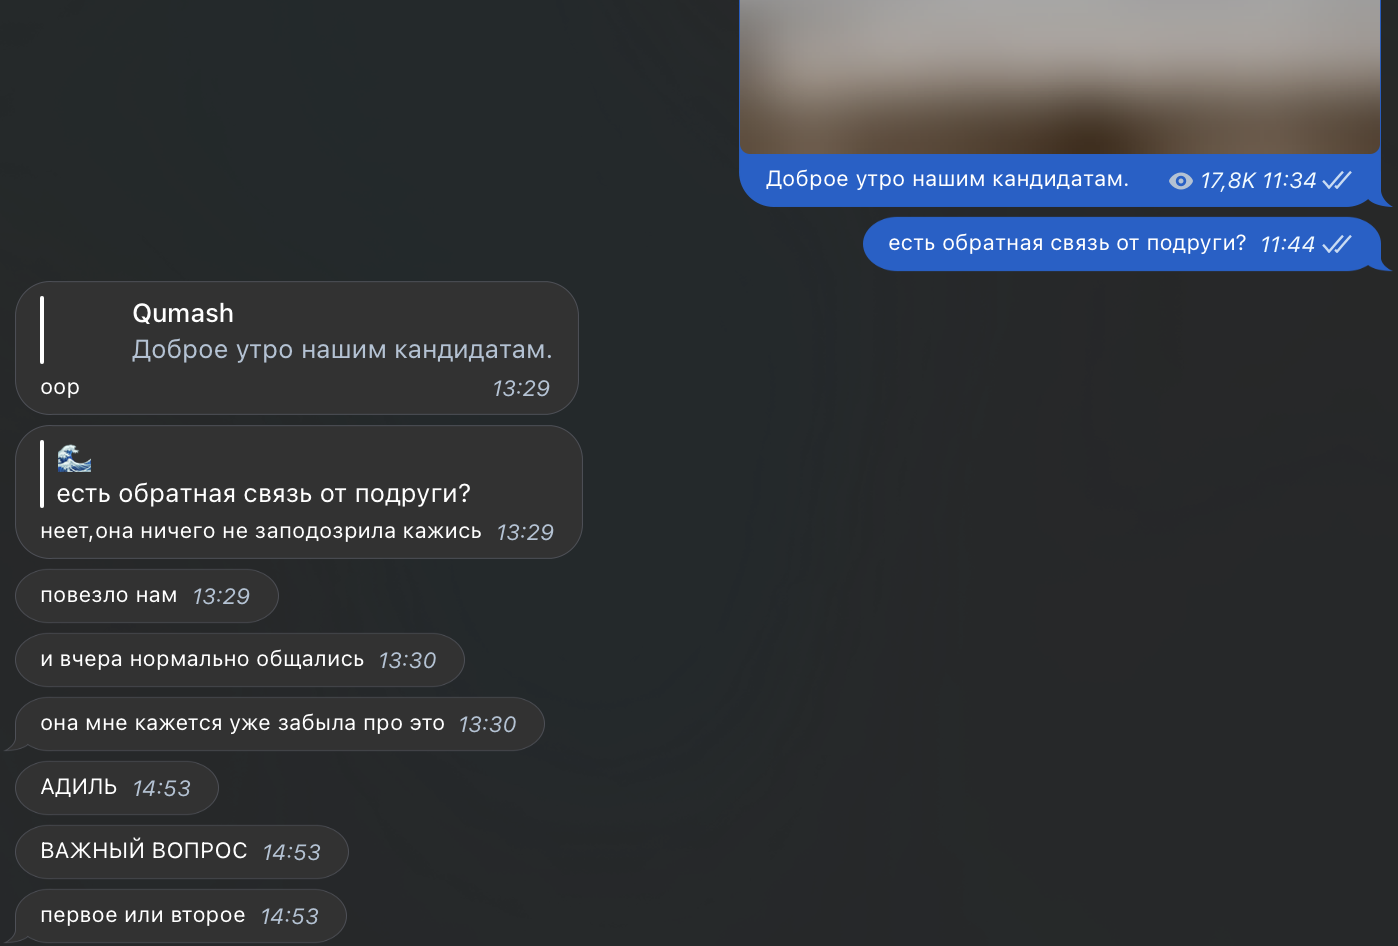 Доброе утро нашим кандидатам. 17,8K 11:34
есть обратная связь от подруги? 11:44
Qumash
Доброе утро нашим кандидатам.
оор 13:29
🌊
есть обратная связь от подруги?
неет,она ничего не заподозрила кажись 13:29
повезло нам 13:29
и вчера нормально общались 13:30
она мне кажется уже забыла про это 13:30
АДИЛЬ 14:53
ВАЖНЫЙ ВОПРОС 14:53
первое или второе 14:53